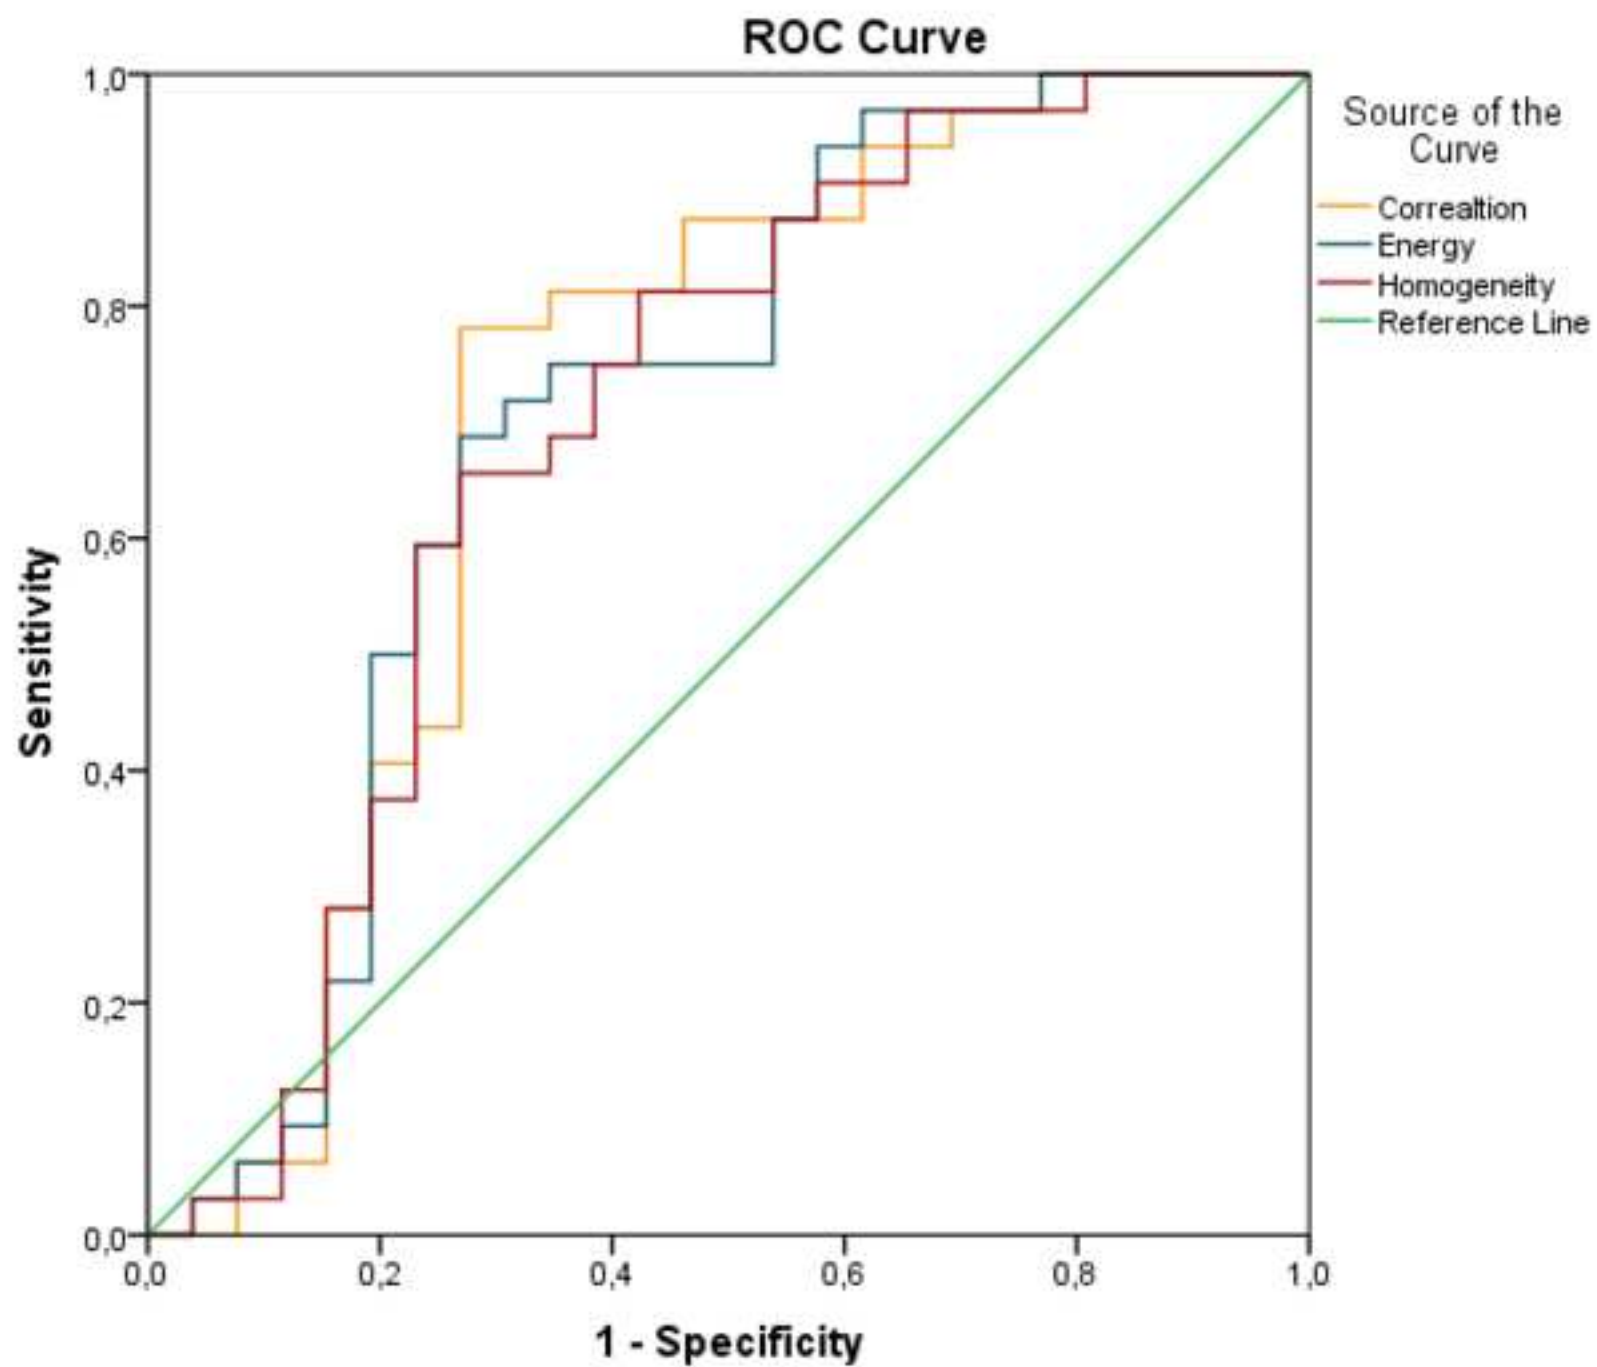 ROC Curve
Source of the
Curve
Correaltion
Energy
Homogeneity
Reference Line
Sensitivity
1,0
0,8
0,6
0,4
0,2
0,0
0,0 0,2 0,4 0,6 0,8 1,0
1 - Specificity